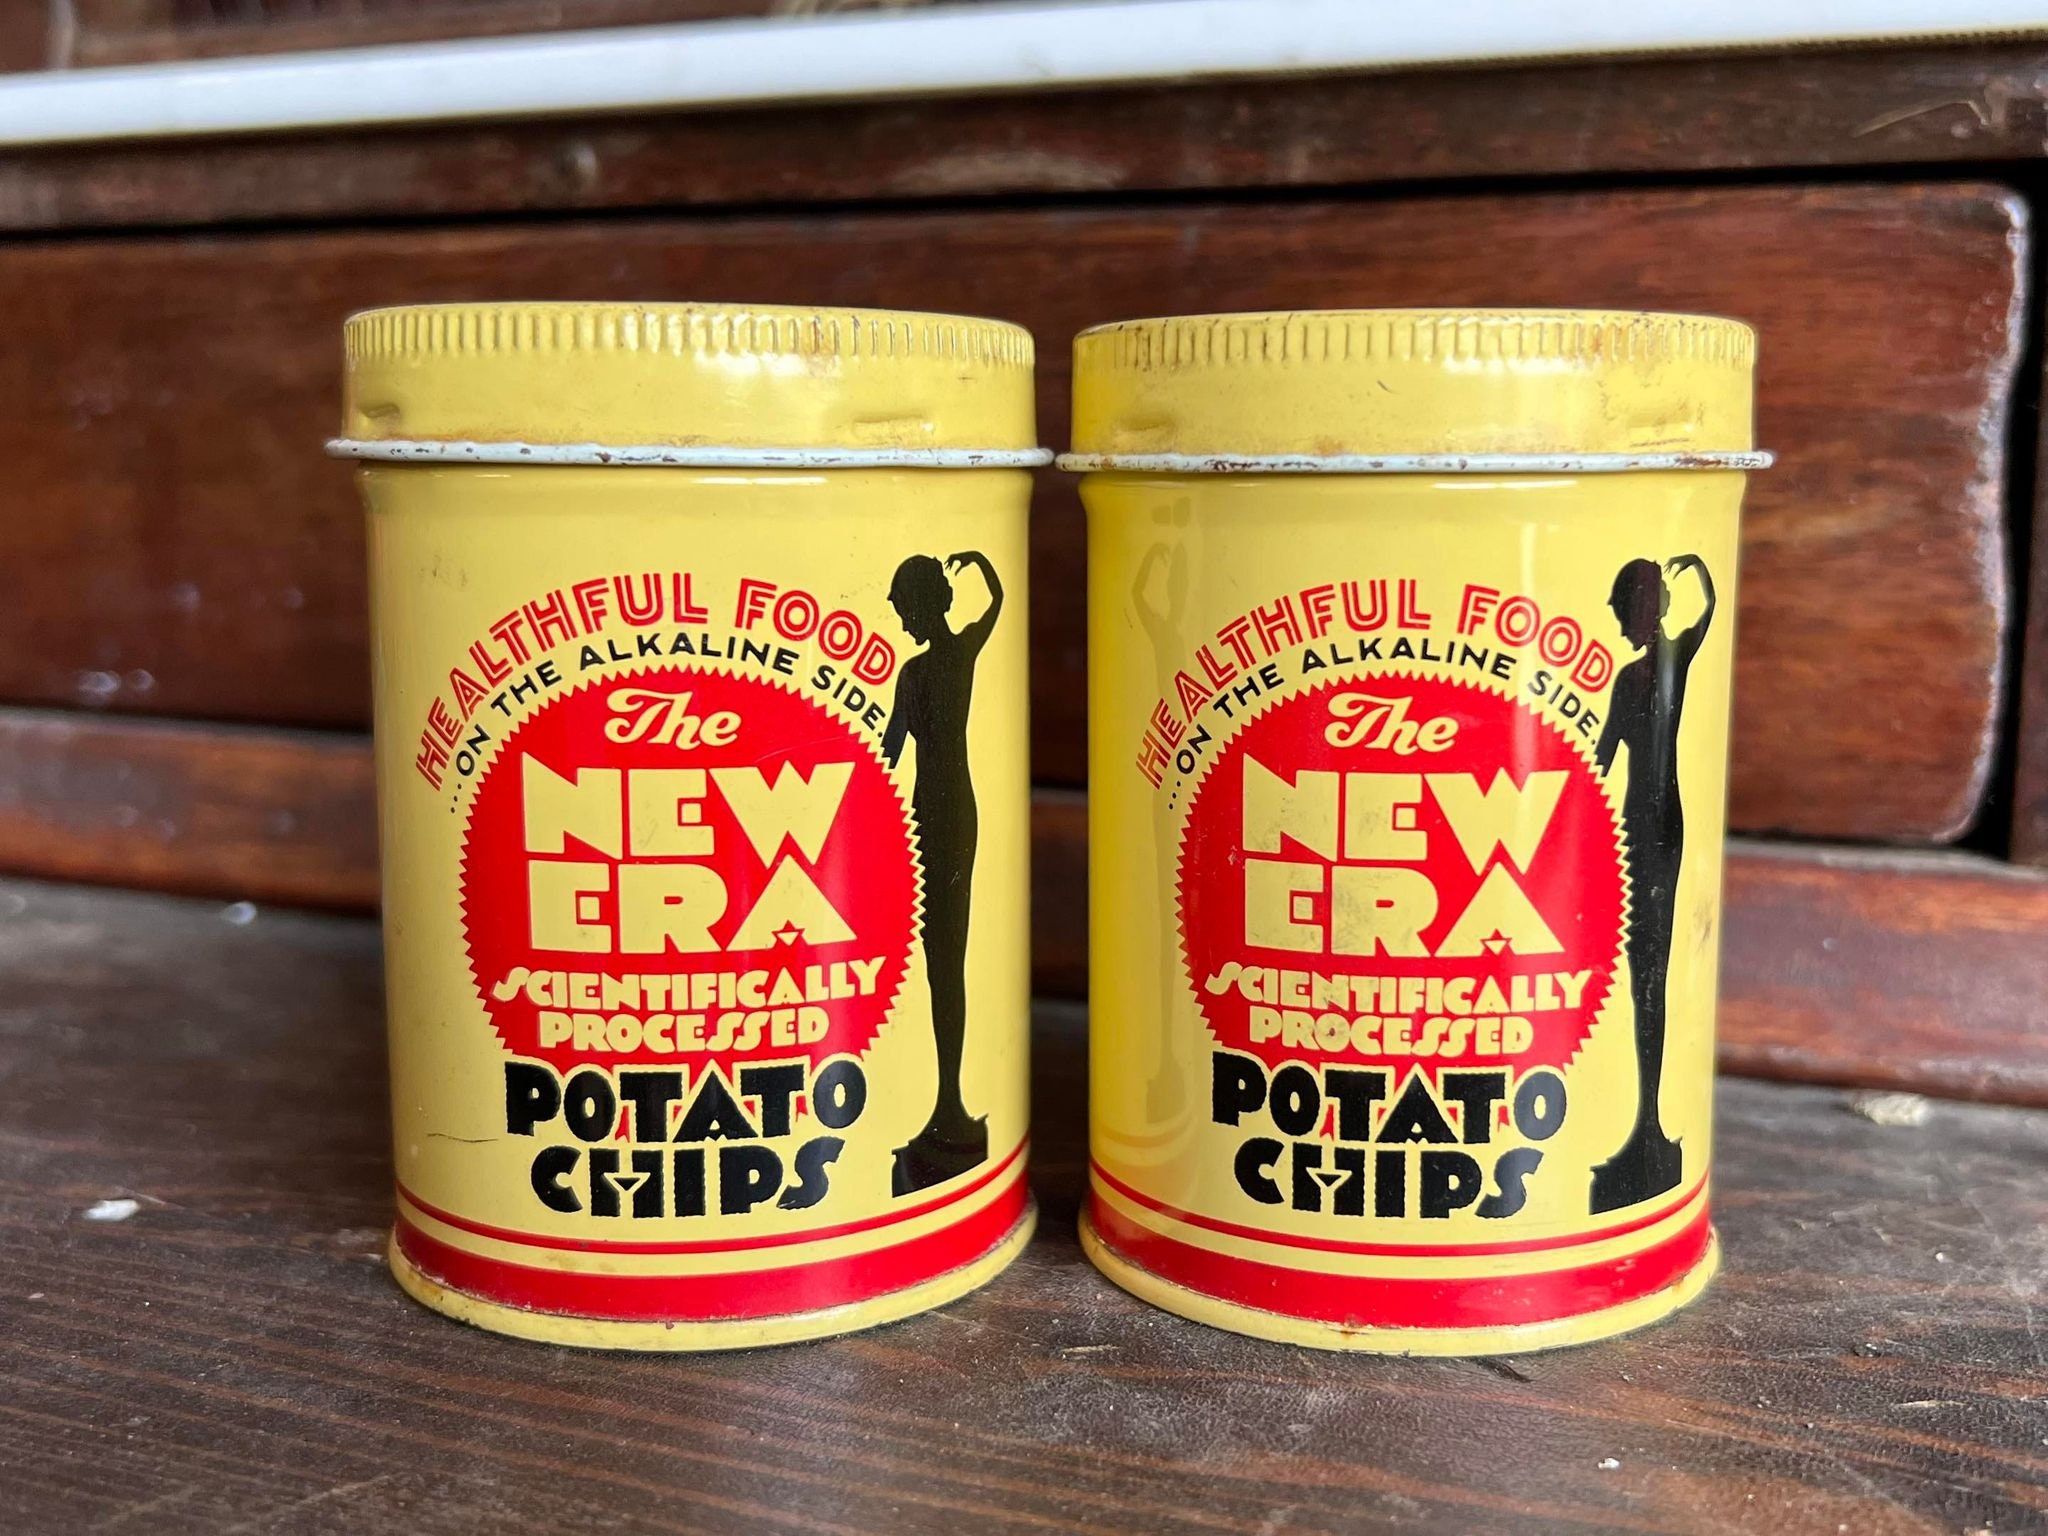 HEALTHFUL FOOD
...ON THE ALKALINE SIDE...
The
NEW
ERA
SCIENTIFICALLY
PROCESSED
POTATO
CHIPS
HEALTHFUL FOOD
...ON THE ALKALINE SIDE...
The
NEW
ERA
SCIENTIFICALLY
PROCESSED
POTATO
CHIPS